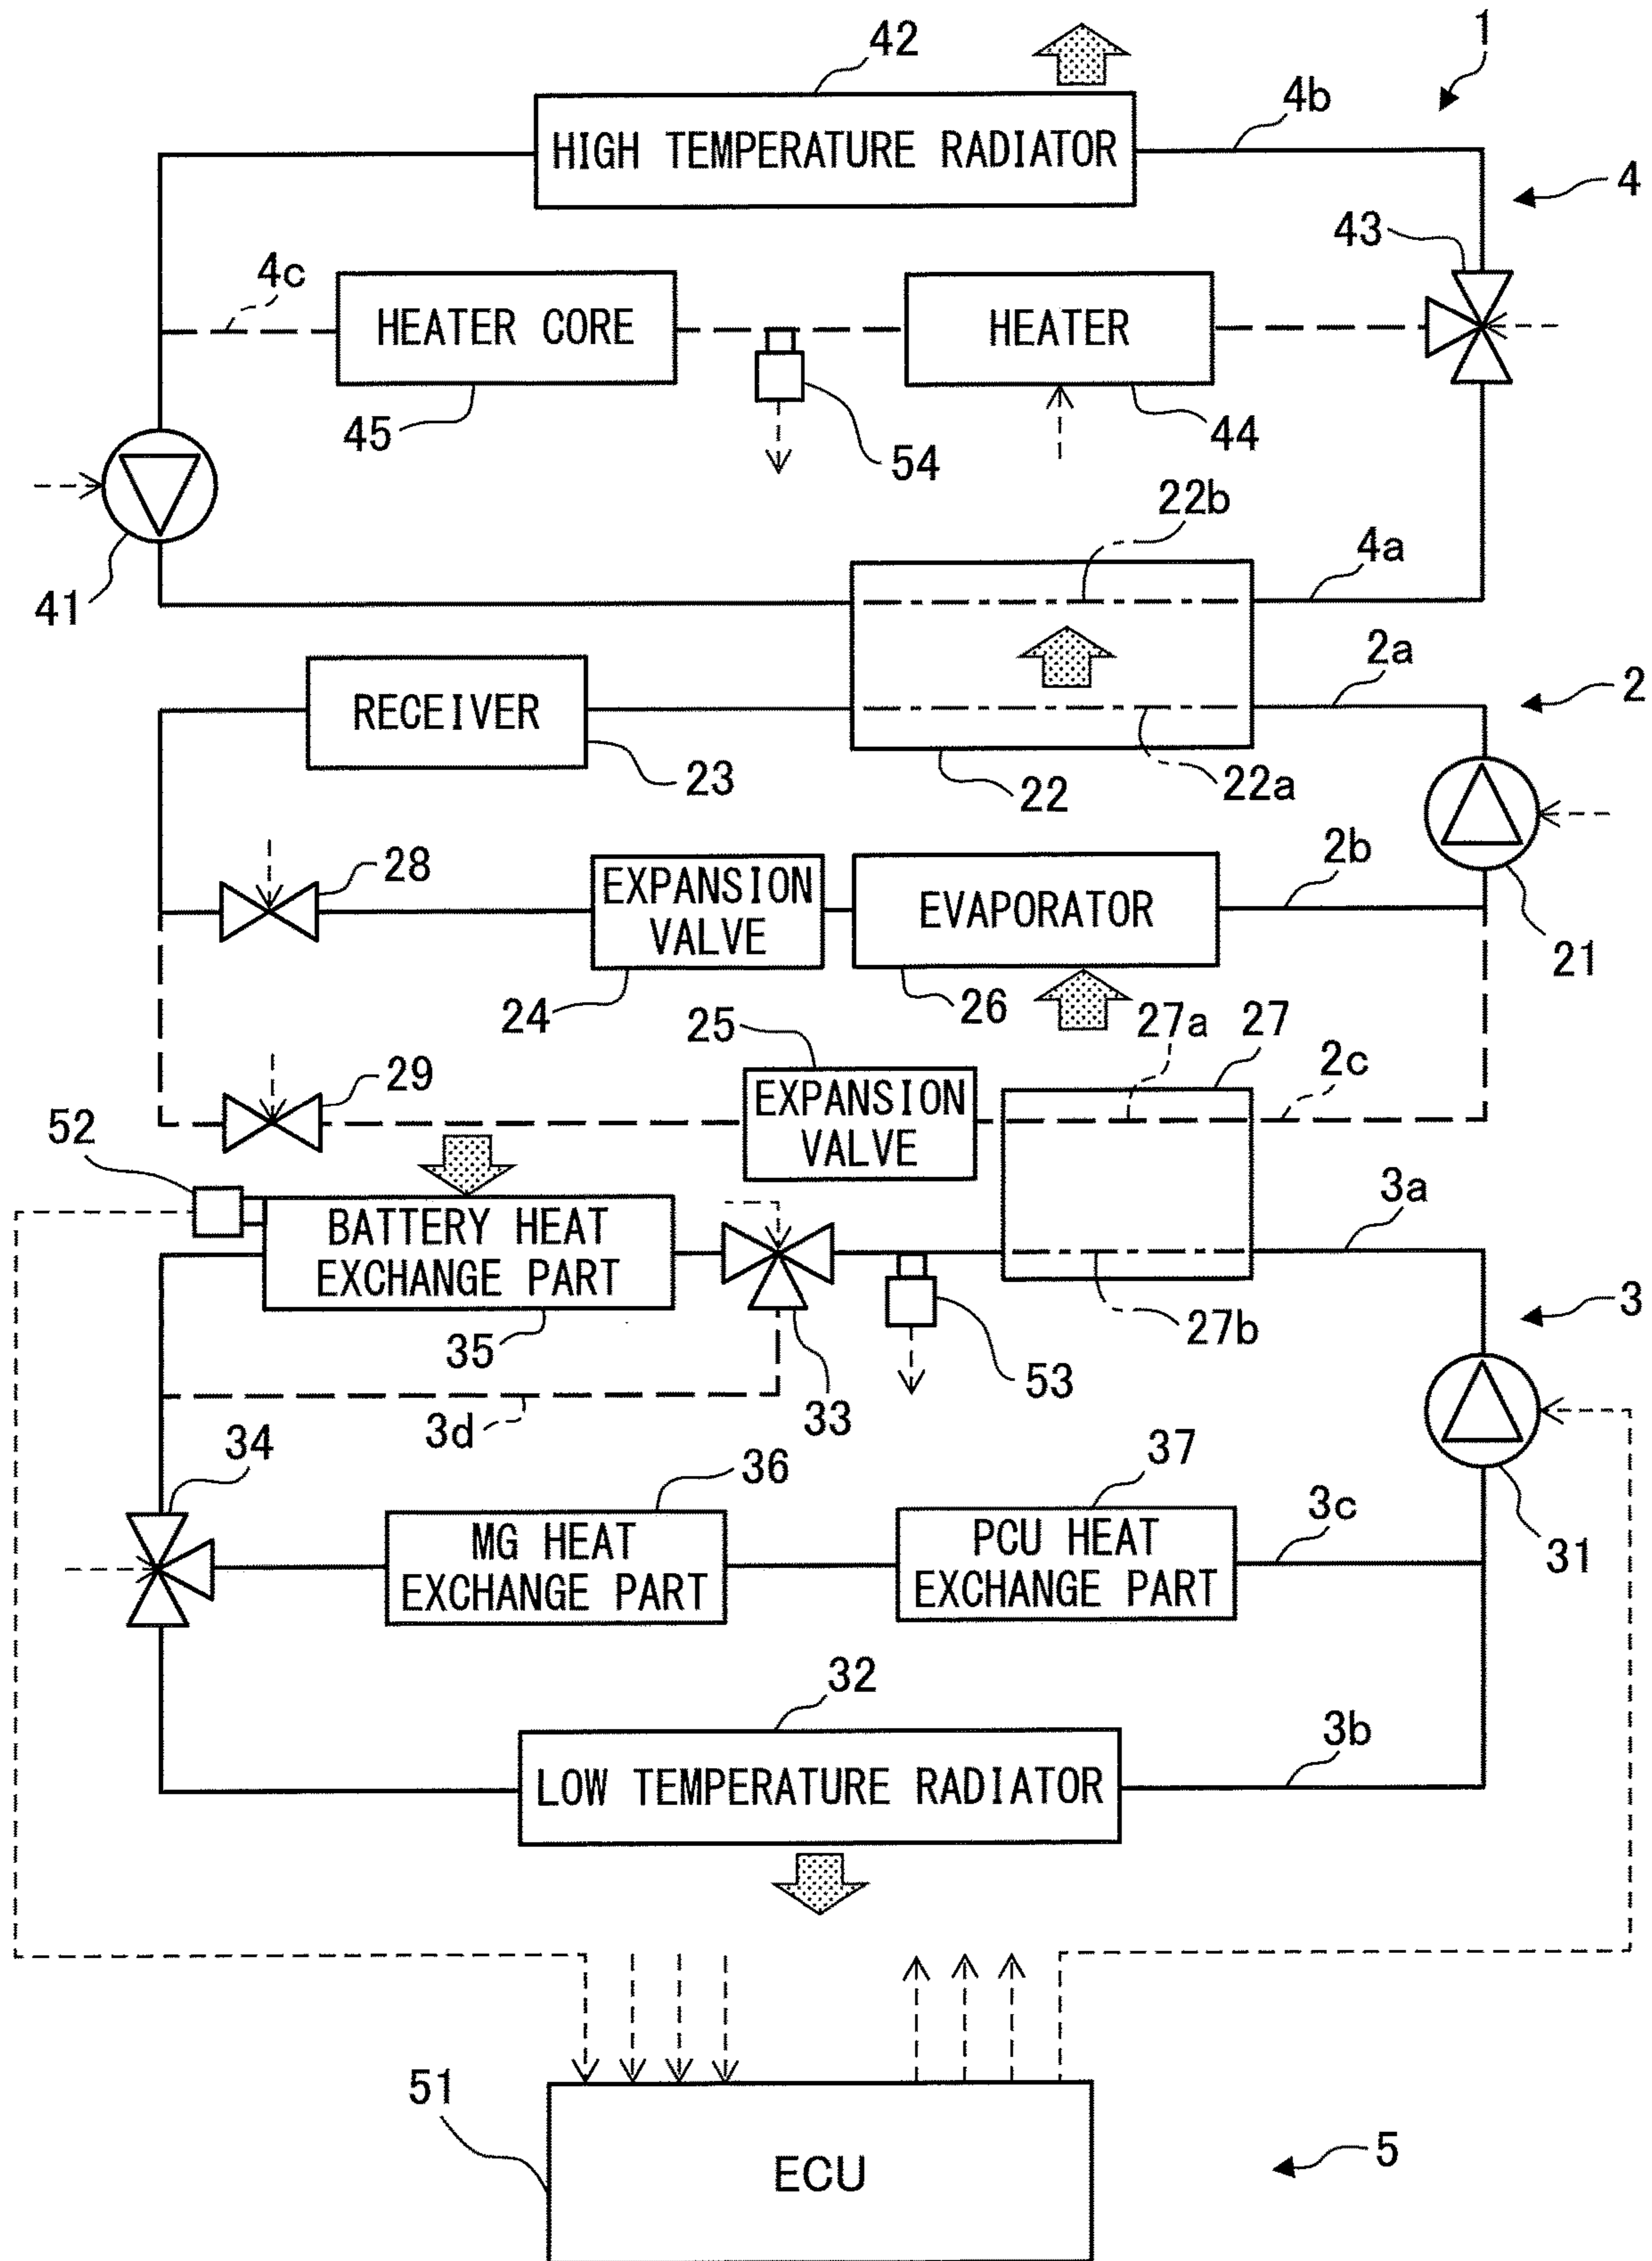 42
1
4b
HIGH TEMPERATURE RADIATOR
4
43
4c
HEATER CORE
HEATER
45
54
44
22b
4a
41
2a
2
RECEIVER
23
22
22a
28
EXPANSION
VALVE
EVAPORATOR
2b
21
24
26
25
27a
27
2c
29
EXPANSION
VALVE
52
BATTERY HEAT
EXCHANGE PART
3a
35
27b
3
53
33
3d
34
36
37
MG HEAT
EXCHANGE PART
PCU HEAT
EXCHANGE PART
3c
31
32
3b
LOW TEMPERATURE RADIATOR
51
ECU
5